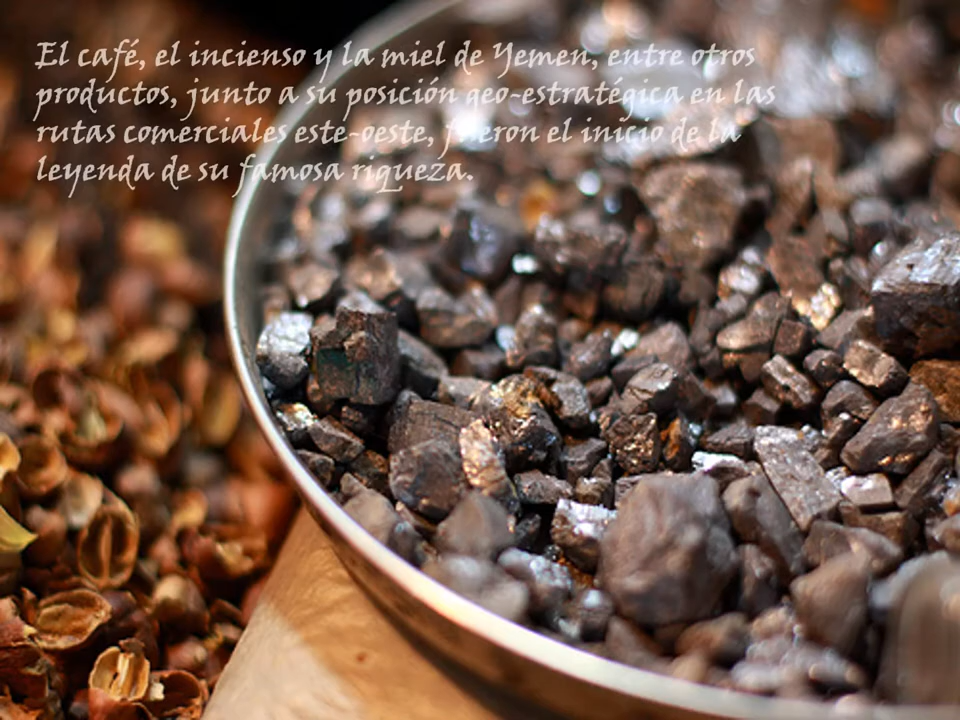 El café, el incienso y la miel de Yemen, entre otros
productos, junto a su posición geo-estratégica en las
rutas comerciales este-oeste, fueron el inicio de la
leyenda de su famosa riqueza.